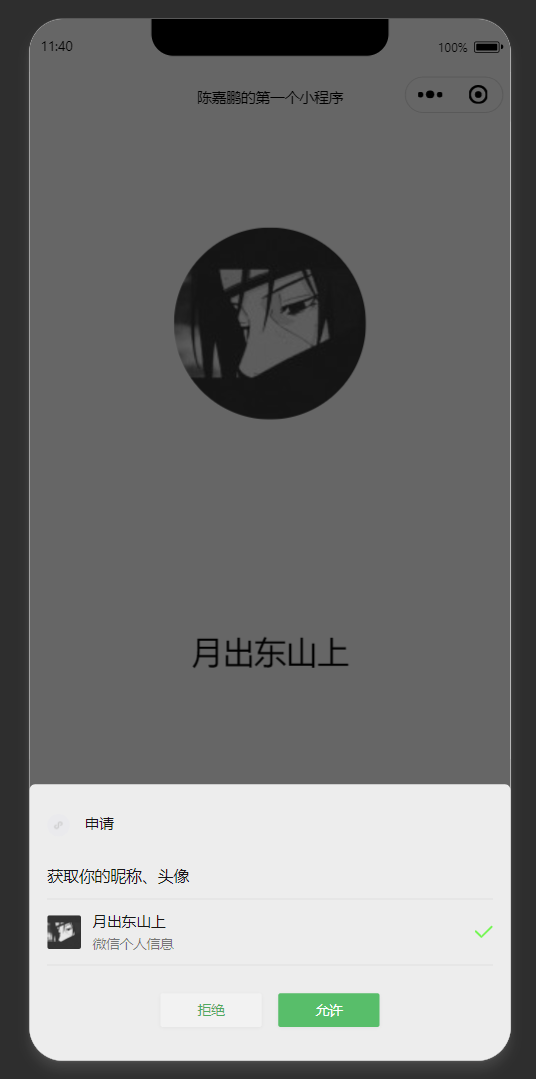 11:40
100%
陈嘉鹏的第一个小程序
月出东山上
申请
获取你的昵称、头像
月出东山上
微信个人信息
拒绝
允许